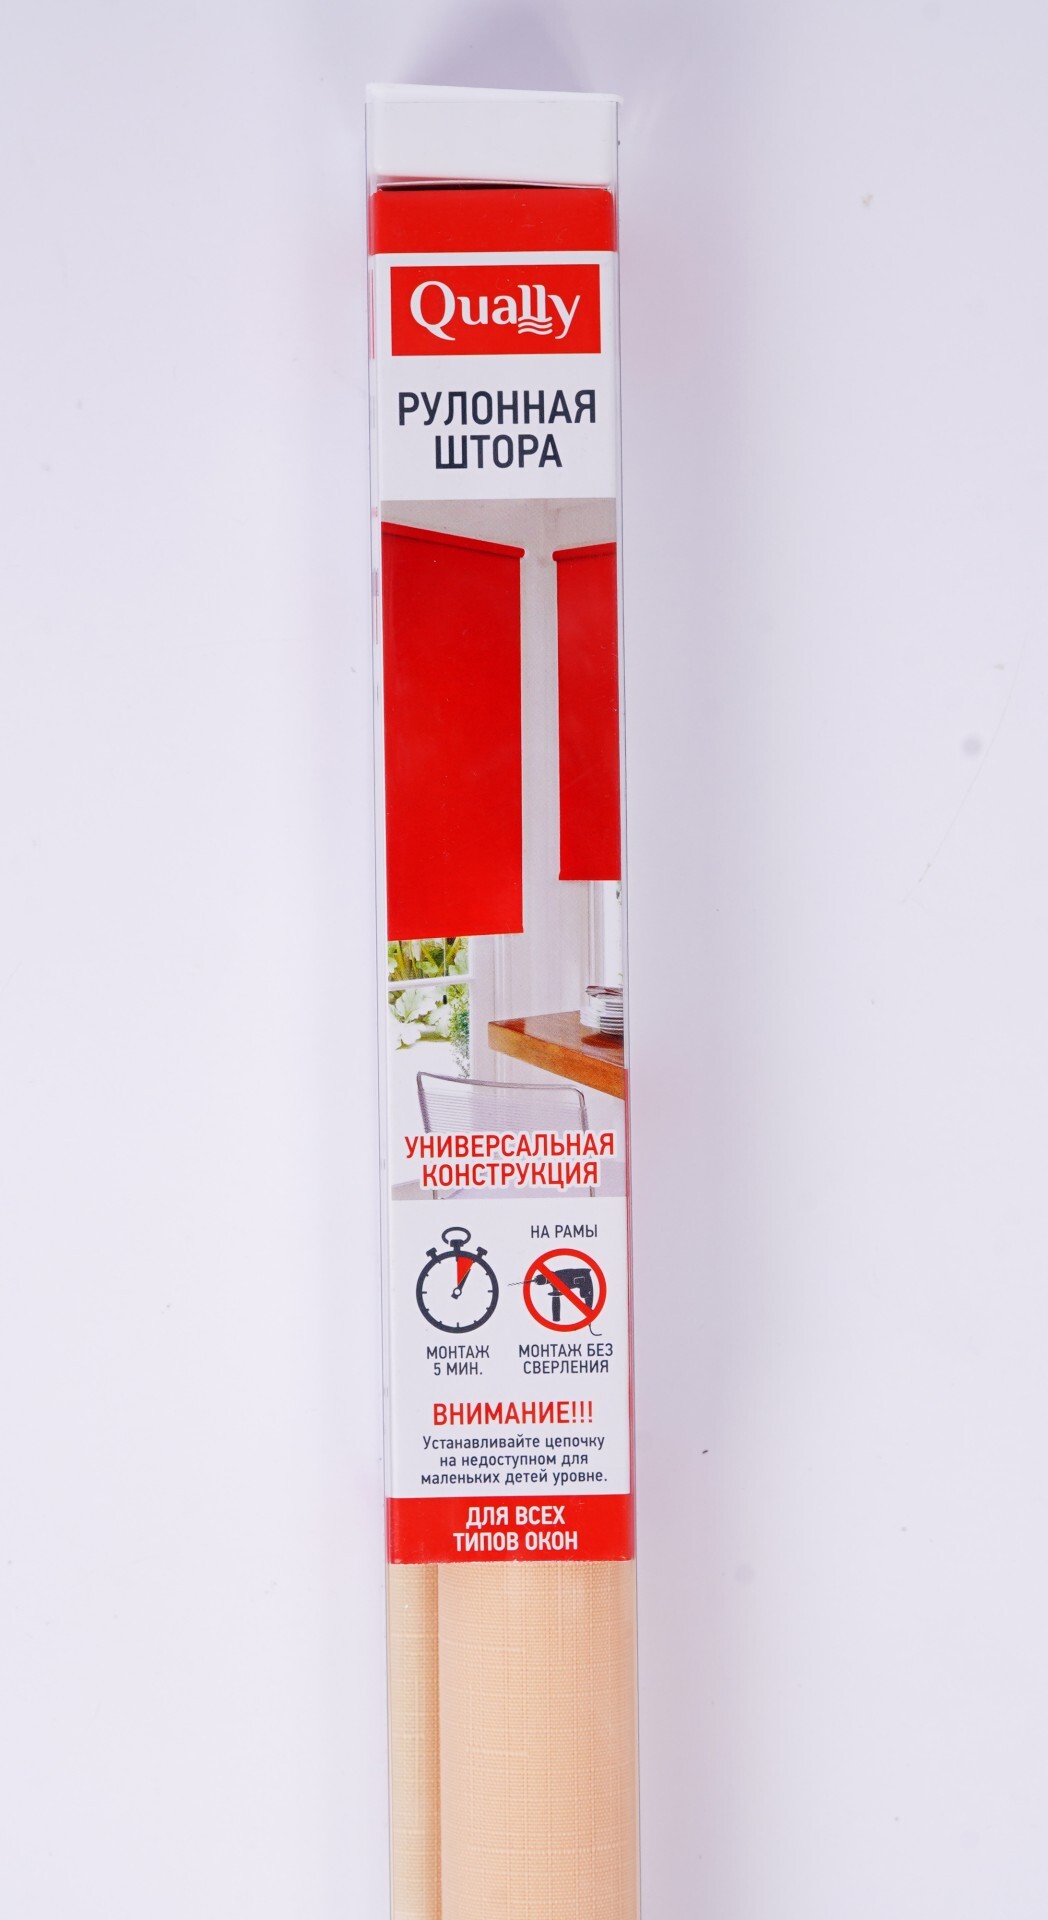 Qually
РУЛОННАЯ
ШТОРА
УНИВЕРСАЛЬНАЯ
КОНСТРУКЦИЯ
НА РАМЫ
МОНТАЖ
5 МИН.
МОНТАЖ БЕЗ
СВЕРЛЕНИЯ
ВНИМАНИЕ!!!
Устанавливайте цепочку
на недоступном для
маленьких детей уровне.
ДЛЯ ВСЕХ
ТИПОВ ОКОН